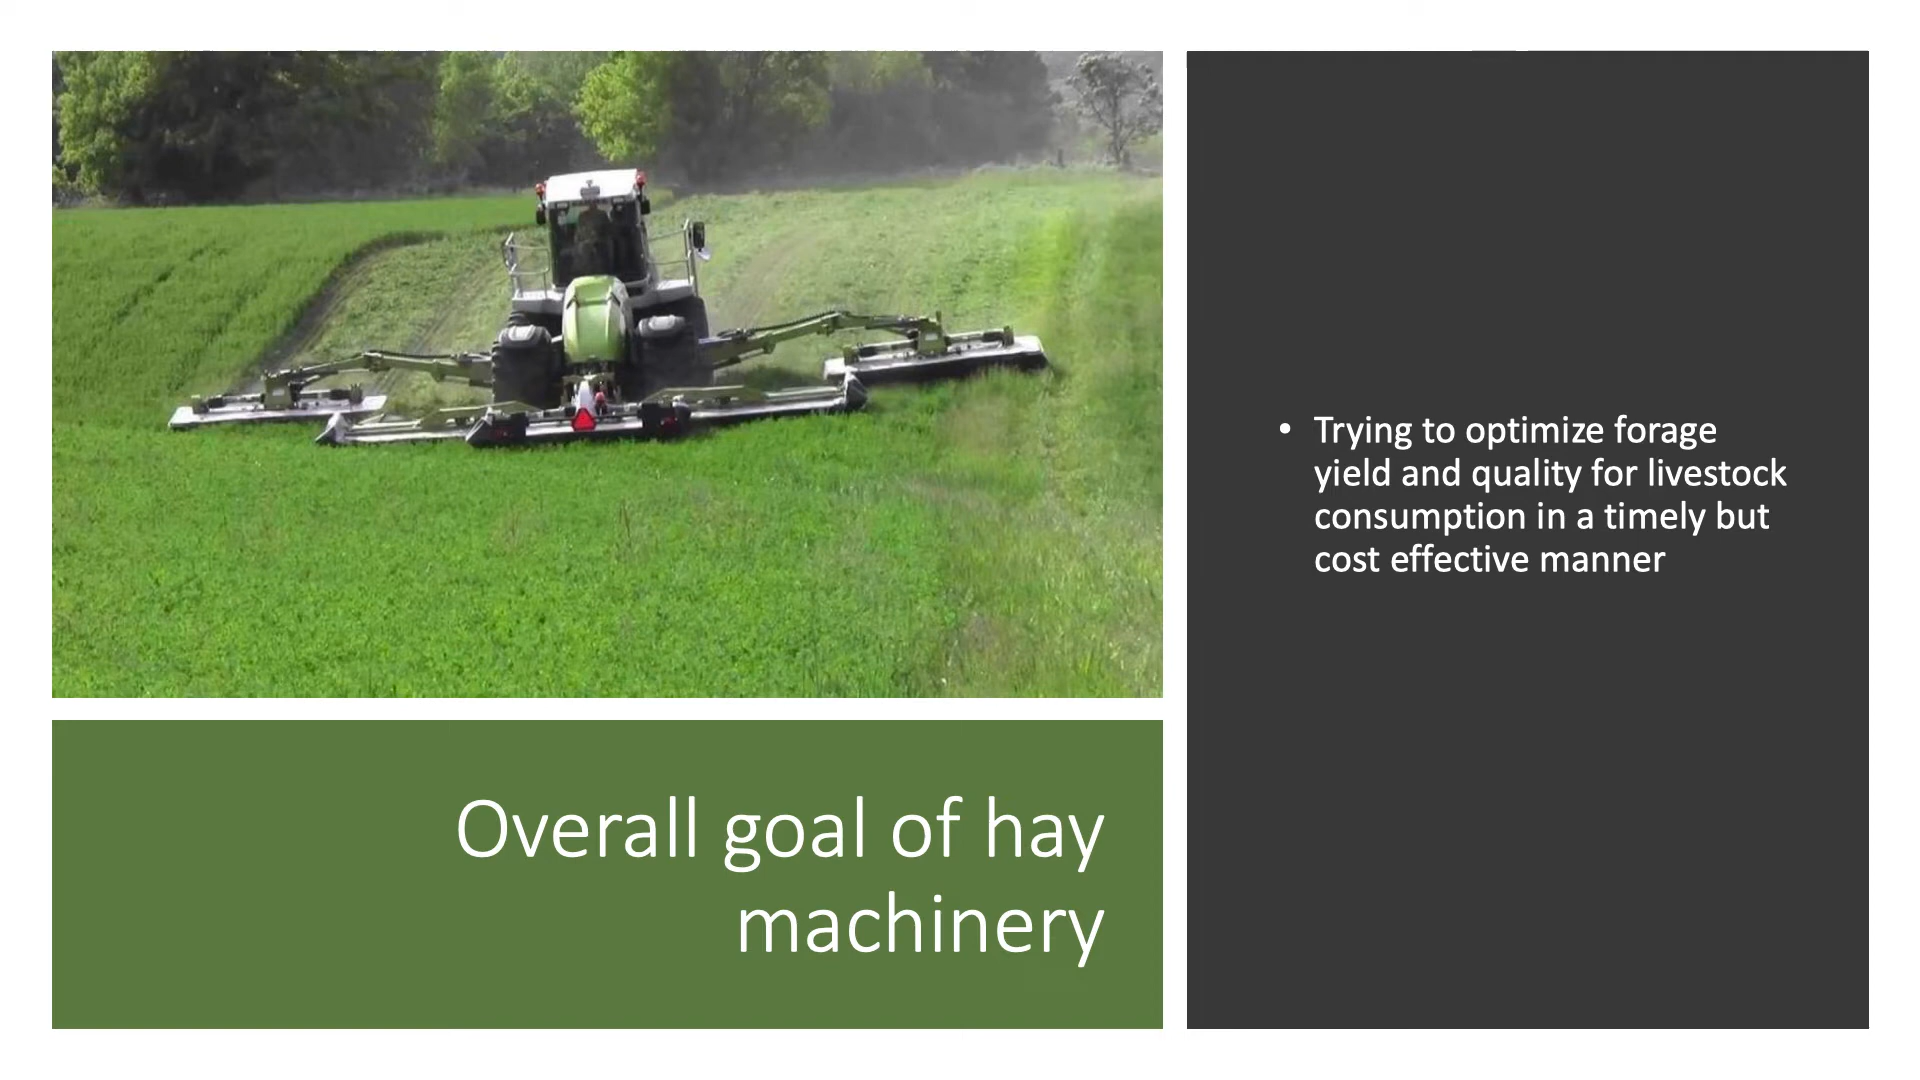 Overall goal of hay
machinery
• Trying to optimize forage
yield and quality for livestock
consumption in a timely but
cost effective manner